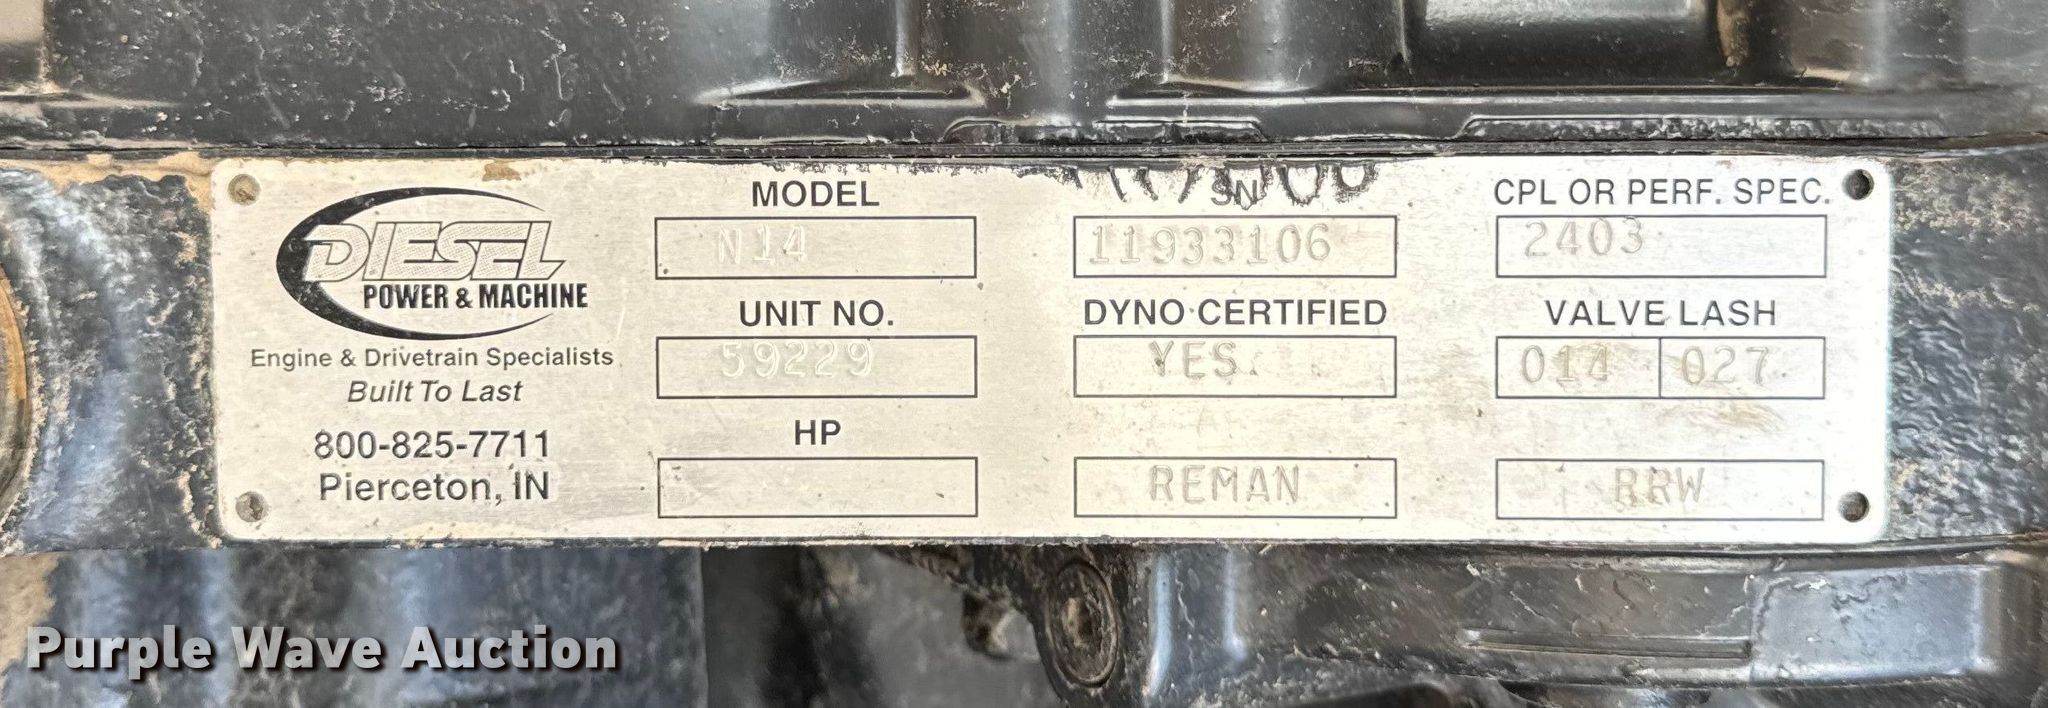 DIESEL
POWER & MACHINE
Engine & Drivetrain Specialists
Built To Last
800-825-7711
Pierceton, IN
MODEL
N14
UNIT NO.
59229
HP
SN
11933106
DYNO CERTIFIED
YES
REMAN
CPL OR PERF. SPEC.
2403
VALVE LASH
014 027
RRW
Purple Wave Auction